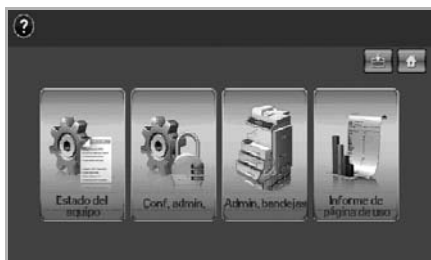 ?
Estado del
equipo
Conf, admin,
Admin, bandejas
Informe de
página de uso